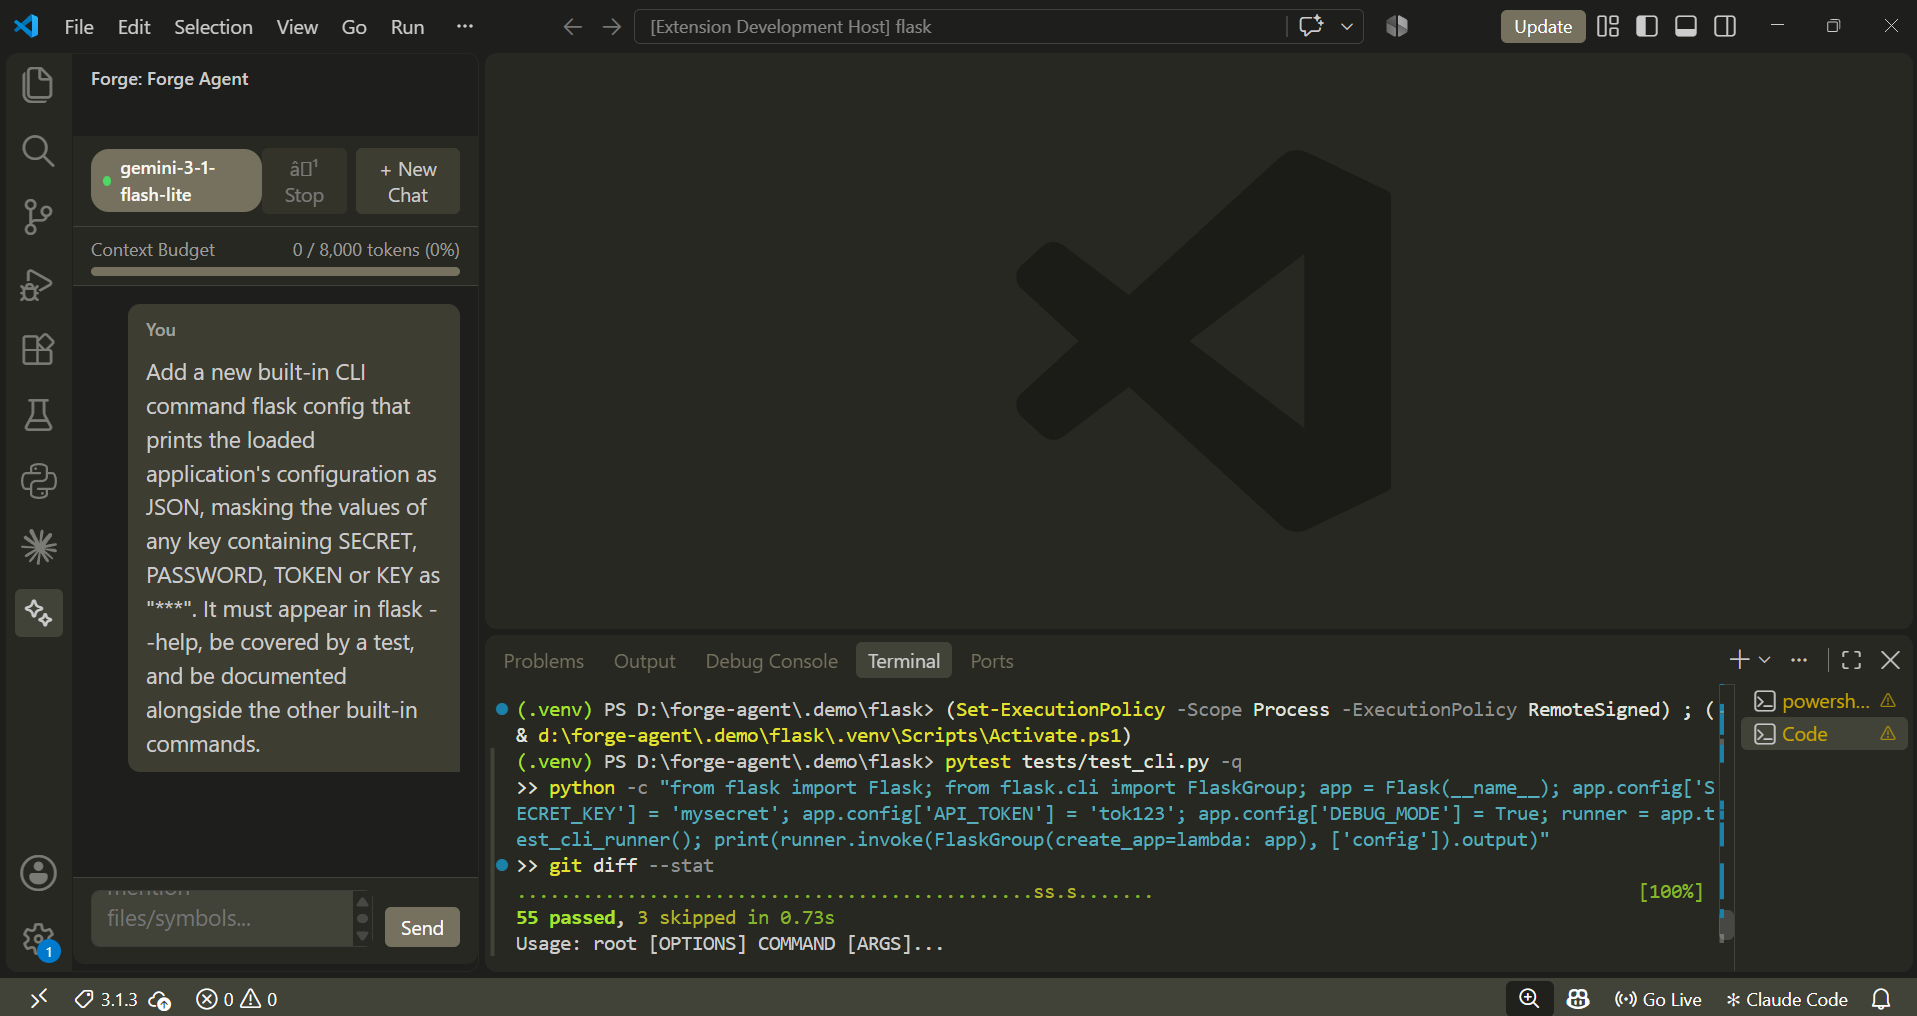 File Edit Selection View Go Run ···
[Extension Development Host] flask
Update
Forge: Forge Agent
gemini-3-1-
flash-lite
â▯¹
Stop
+ New
Chat
Context Budget 0 / 8,000 tokens (0%)
You
Add a new built-in CLI
command flask config that
prints the loaded
application's configuration as
JSON, masking the values of
any key containing SECRET,
PASSWORD, TOKEN or KEY as
"***". It must appear in flask -
-help, be covered by a test,
and be documented
alongside the other built-in
commands.
mention
files/symbols...
Send
Problems Output Debug Console Terminal Ports
(.venv) PS D:\forge-agent\.demo\flask> (Set-ExecutionPolicy -Scope Process -ExecutionPolicy RemoteSigned) ; (
& d:\forge-agent\.demo\flask\.venv\Scripts\Activate.ps1)
(.venv) PS D:\forge-agent\.demo\flask> pytest tests/test_cli.py -q
>> python -c "from flask import Flask; from flask.cli import FlaskGroup; app = Flask(__name__); app.config['S
ECRET_KEY'] = 'mysecret'; app.config['API_TOKEN'] = 'tok123'; app.config['DEBUG_MODE'] = True; runner = app.t
est_cli_runner(); print(runner.invoke(FlaskGroup(create_app=lambda: app), ['config']).output)"
>> git diff --stat
...............................................ss.s....... [100%]
55 passed, 3 skipped in 0.73s
Usage: root [OPTIONS] COMMAND [ARGS]...
powersh...
Code
1
3.1.3 0 0
Go Live Claude Code